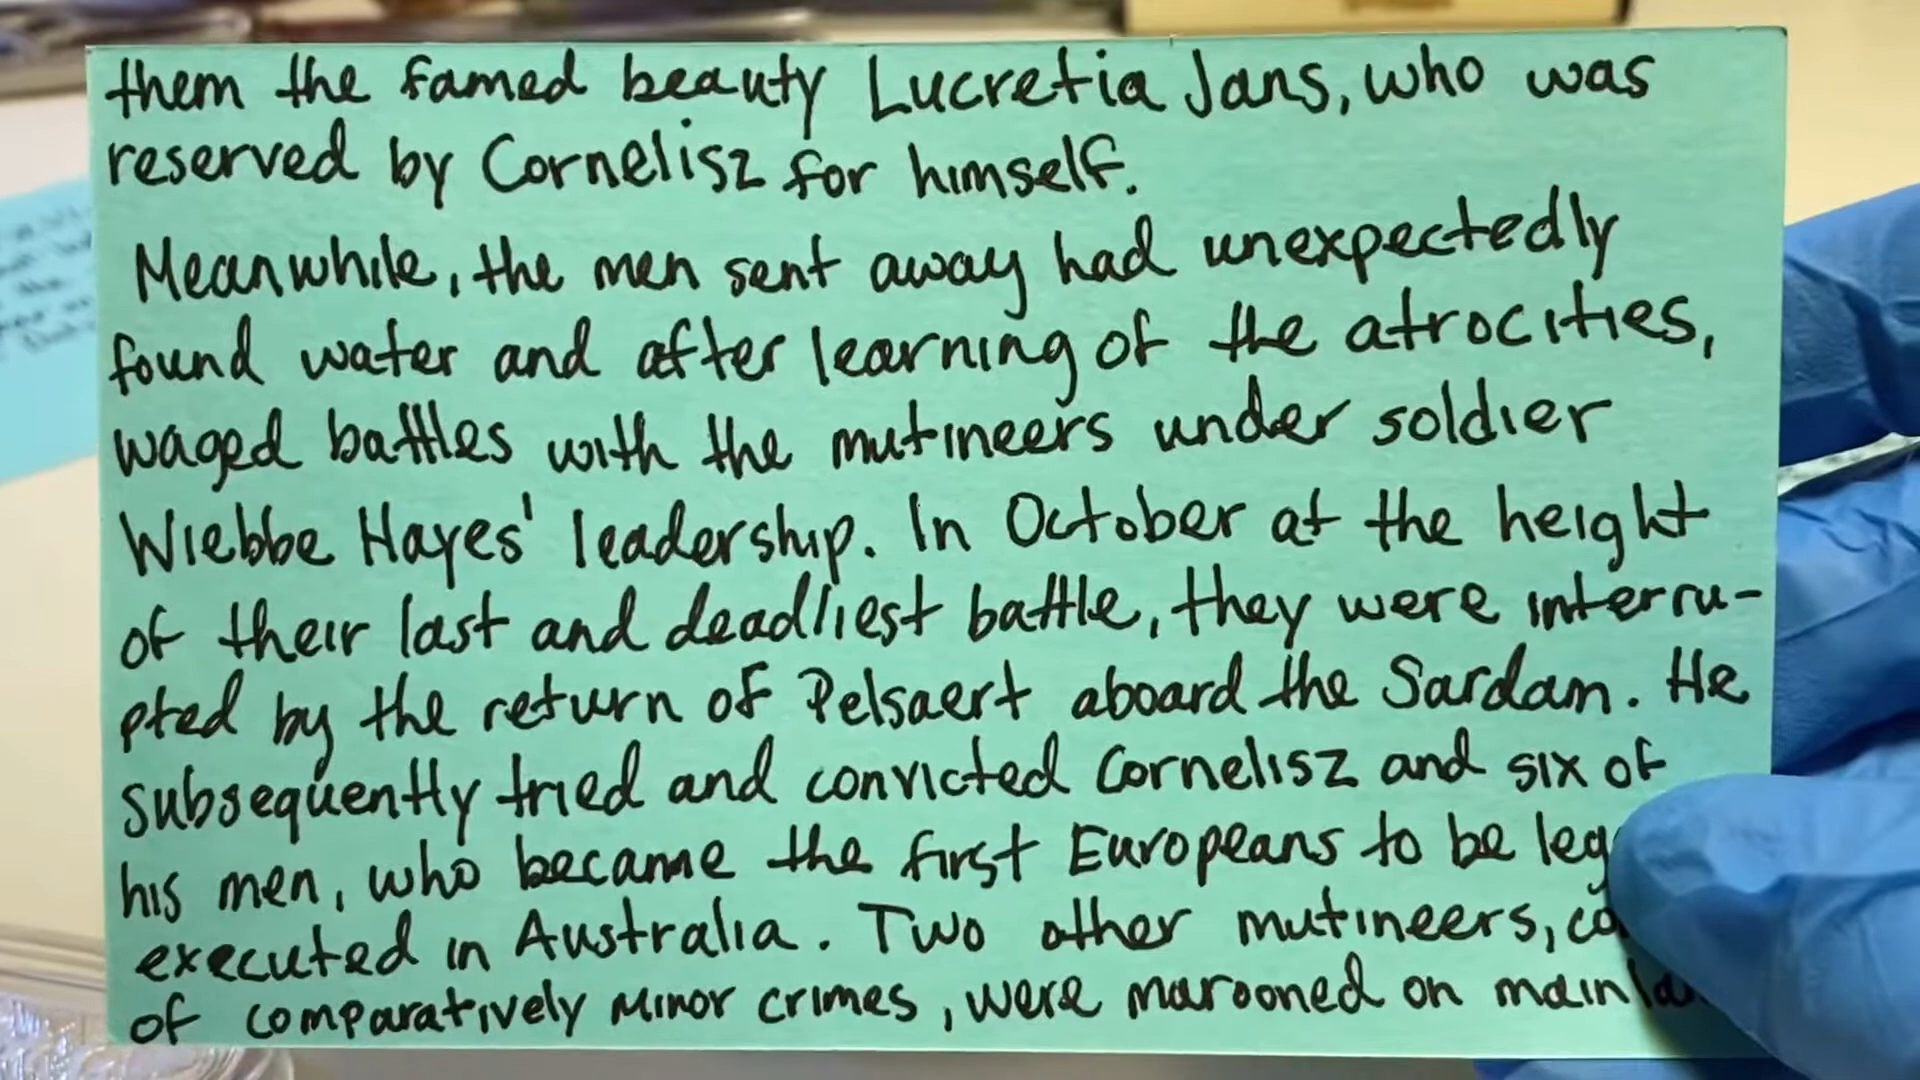 them the famed beauty Lucretia Jans, who was
reserved by Cornelisz for himself.
Meanwhile, the men sent away had unexpectedly
found water and after learning of the atrocities,
waged battles with the mutineers under soldier
Wiebbe Hayes' leadership. In October at the height
of their last and deadliest battle, they were interru-
pted by the return of Pelsaert aboard the Sardam. He
subsequently tried and convicted Cornelisz and six of
his men, who became the first Europeans to be
executed in Australia. Two other mutineers,
of comparatively minor crimes, were marooned on